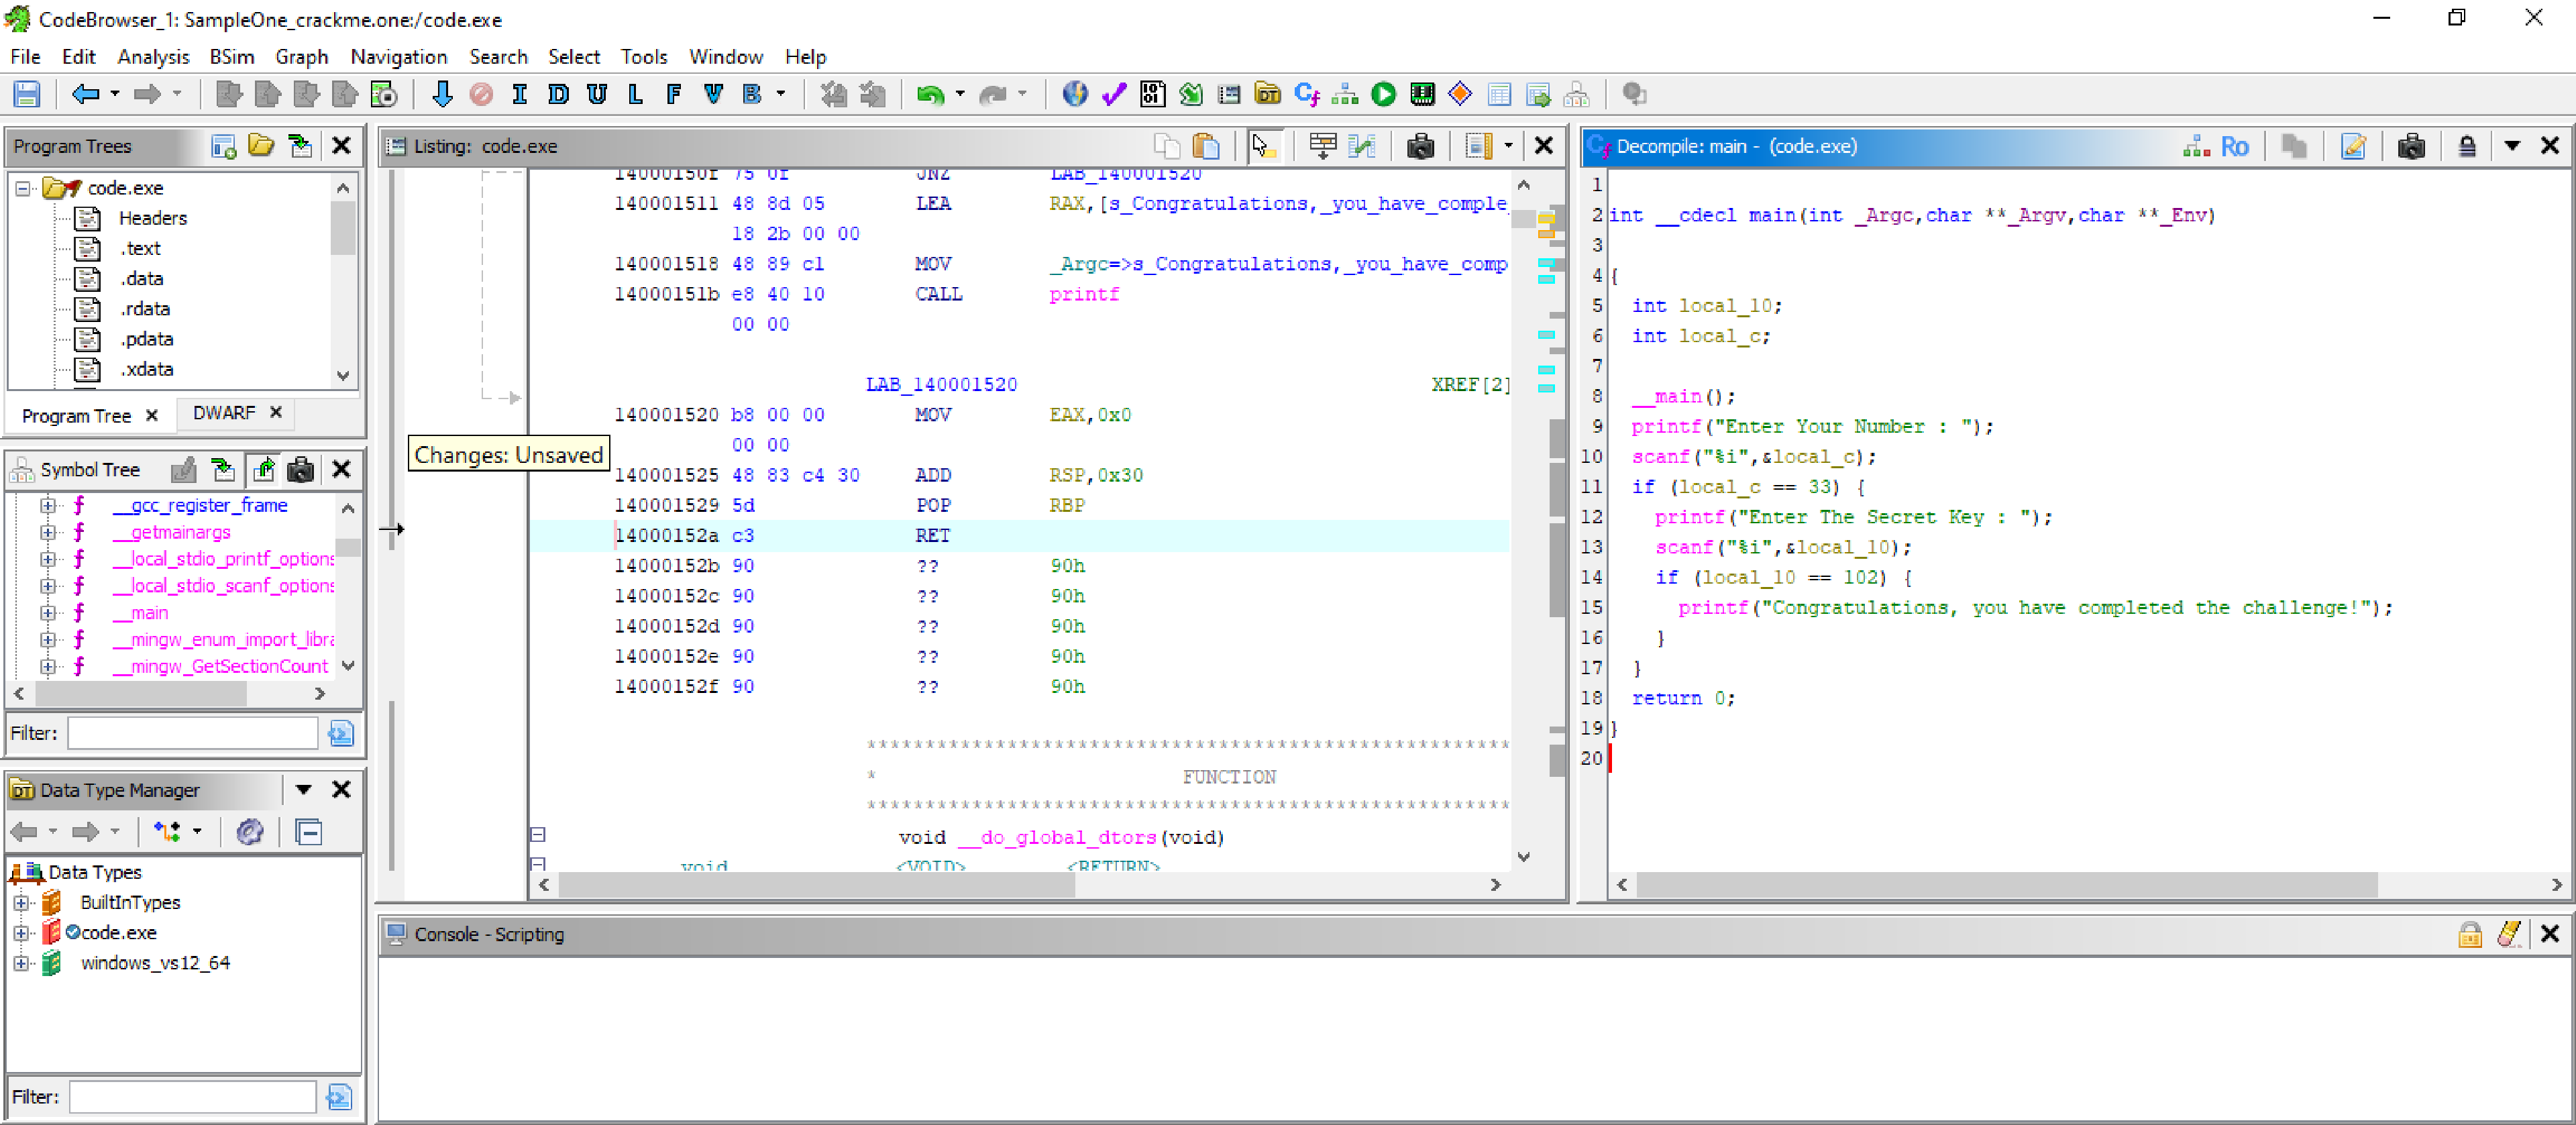 CodeBrowser_1: SampleOne_crackme.one:/code.exe
File Edit Analysis BSim Graph Navigation Search Select Tools Window Help
I D U L F V B
Program Trees
code.exe
Headers
.text
.data
.rdata
.pdata
.xdata
Program Tree DWARF
Symbol Tree
__gcc_register_frame
__getmainargs
__local_stdio_printf_options
__local_stdio_scanf_options
__main
__mingw_enum_import_libra
__mingw_GetSectionCount
Filter:
Data Type Manager
Data Types
BuiltInTypes
code.exe
windows_vs12_64
Filter:
Listing: code.exe
14000150f 75 0f JNZ LAB_140001520
140001511 48 8d 05 LEA RAX,[s_Congratulations,_you_have_comple_
18 2b 00 00
140001518 48 89 c1 MOV _Argc=>s_Congratulations,_you_have_comp
14000151b e8 40 10 CALL printf
00 00
LAB_140001520 XREF[2]
140001520 b8 00 00 MOV EAX,0x0
00 00
Changes: Unsaved
140001525 48 83 c4 30 ADD RSP,0x30
140001529 5d POP RBP
14000152a c3 RET
14000152b 90 ?? 90h
14000152c 90 ?? 90h
14000152d 90 ?? 90h
14000152e 90 ?? 90h
14000152f 90 ?? 90h
********************************************************
* FUNCTION
********************************************************
void __do_global_dtors(void)
void <VOID> <RETURN>
Decompile: main - (code.exe)
Ro
1
2 int __cdecl main(int _Argc,char **_Argv,char **_Env)
3
4 {
5 int local_10;
6 int local_c;
7
8 __main();
9 printf("Enter Your Number : ");
10 scanf("%i",&local_c);
11 if (local_c == 33) {
12 printf("Enter The Secret Key : ");
13 scanf("%i",&local_10);
14 if (local_10 == 102) {
15 printf("Congratulations, you have completed the challenge!");
16 }
17 }
18 return 0;
19 }
20
Console - Scripting